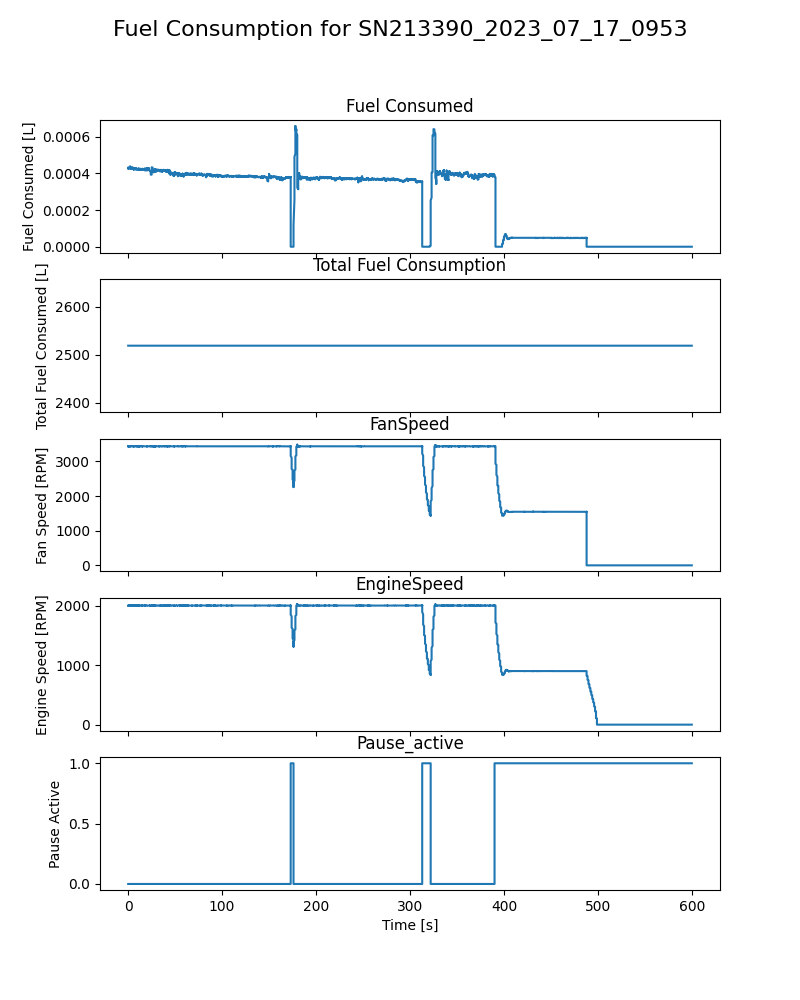 Fuel Consumption for SN213390_2023_07_17_0953
Fuel Consumed
Fuel Consumed [L]
0.0006
0.0004
0.0002
0.0000
Total Fuel Consumption
Total Fuel Consumed [L]
2600
2500
2400
FanSpeed
Fan Speed [RPM]
3000
2000
1000
0
EngineSpeed
Engine Speed [RPM]
2000
1000
0
Pause_active
Pause Active
1.0
0.5
0.0
0 100 200 300 400 500 600
Time [s]